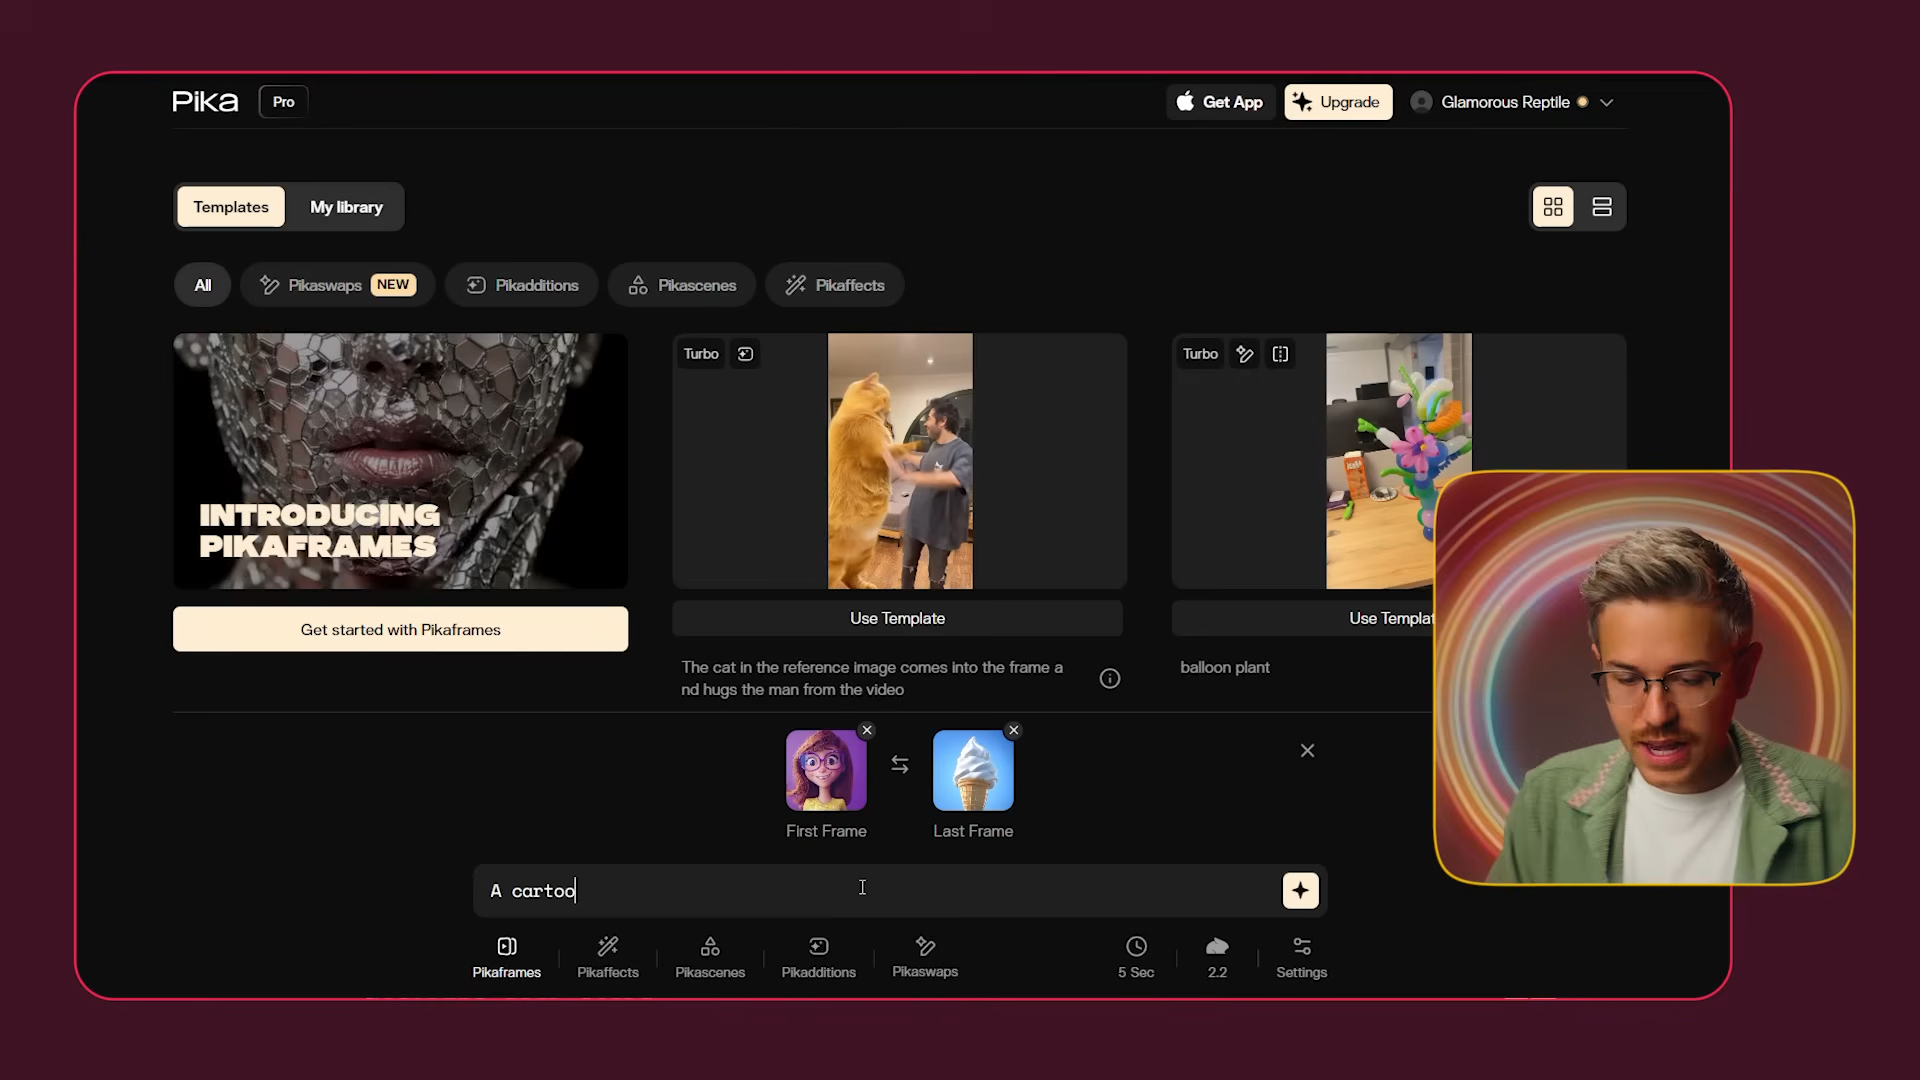 Pika
Pro
Get App
Upgrade
Glamorous Reptile
Templates
My library
All
Pikaswaps
NEW
Pikadditions
Pikascenes
Pikaffects
INTRODUCING
PIKAFRAMES
Turbo
Turbo
Get started with Pikaframes
Use Template
Use Templat
The cat in the reference image comes into the frame a
nd hugs the man from the video
balloon plant
First Frame
Last Frame
A cartoo
Pikaframes
Pikaffects
Pikascenes
Pikadditions
Pikaswaps
5 Sec
2.2
Settings